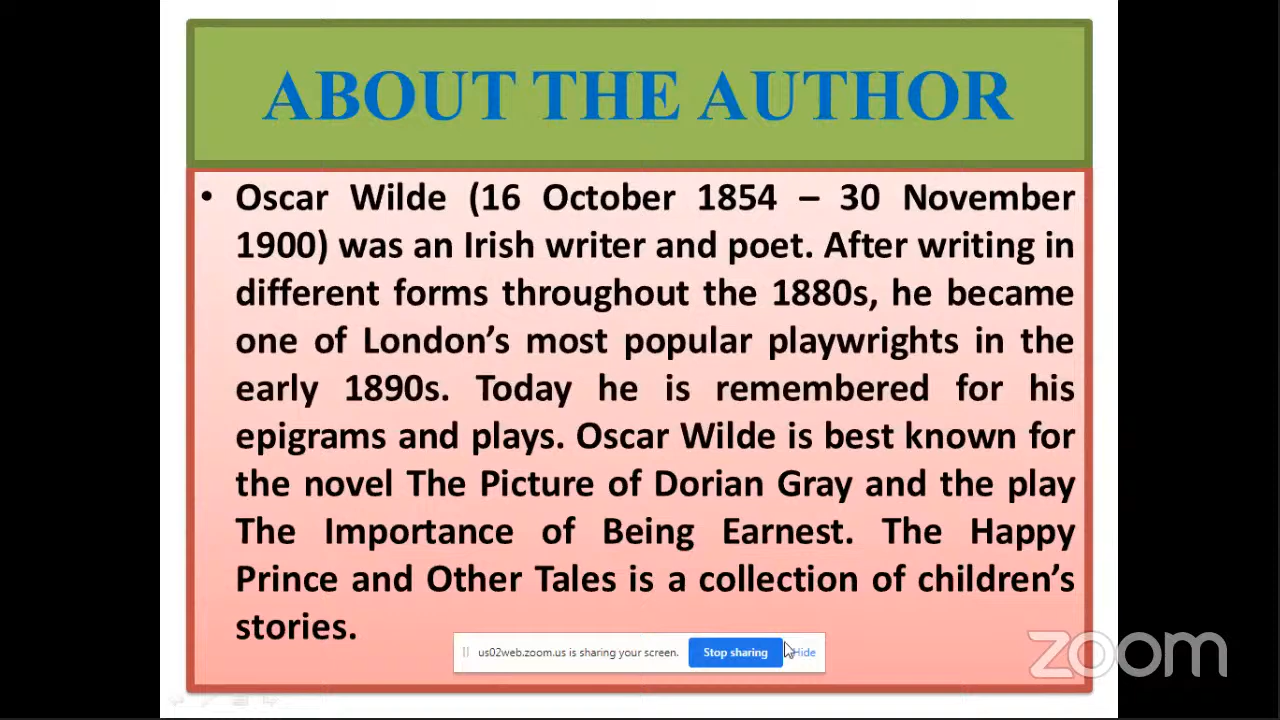 ABOUT THE AUTHOR
• Oscar Wilde (16 October 1854 – 30 November
1900) was an Irish writer and poet. After writing in
different forms throughout the 1880s, he became
one of London’s most popular playwrights in the
early 1890s. Today he is remembered for his
epigrams and plays. Oscar Wilde is best known for
the novel The Picture of Dorian Gray and the play
The Importance of Being Earnest. The Happy
Prince and Other Tales is a collection of children’s
stories.
us02web.zoom.us is sharing your screen. Stop sharing Hide
zoom